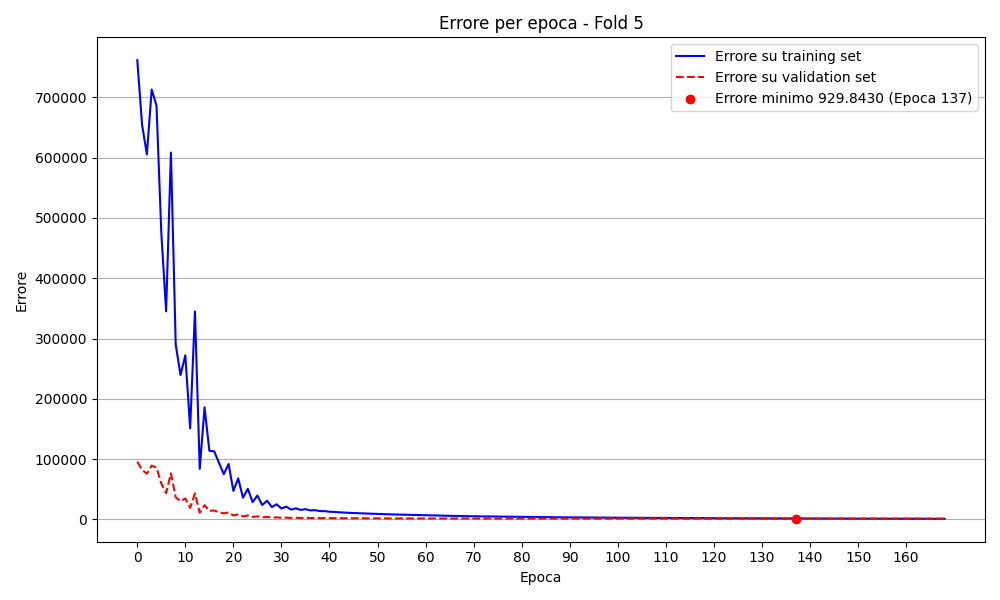 Errore per epoca - Fold 5
Errore su training set
Errore su validation set
Errore minimo 929.8430 (Epoca 137)
Errore
700000
600000
500000
400000
300000
200000
100000
0
0 10 20 30 40 50 60 70 80 90 100 110 120 130 140 150 160
Epoca